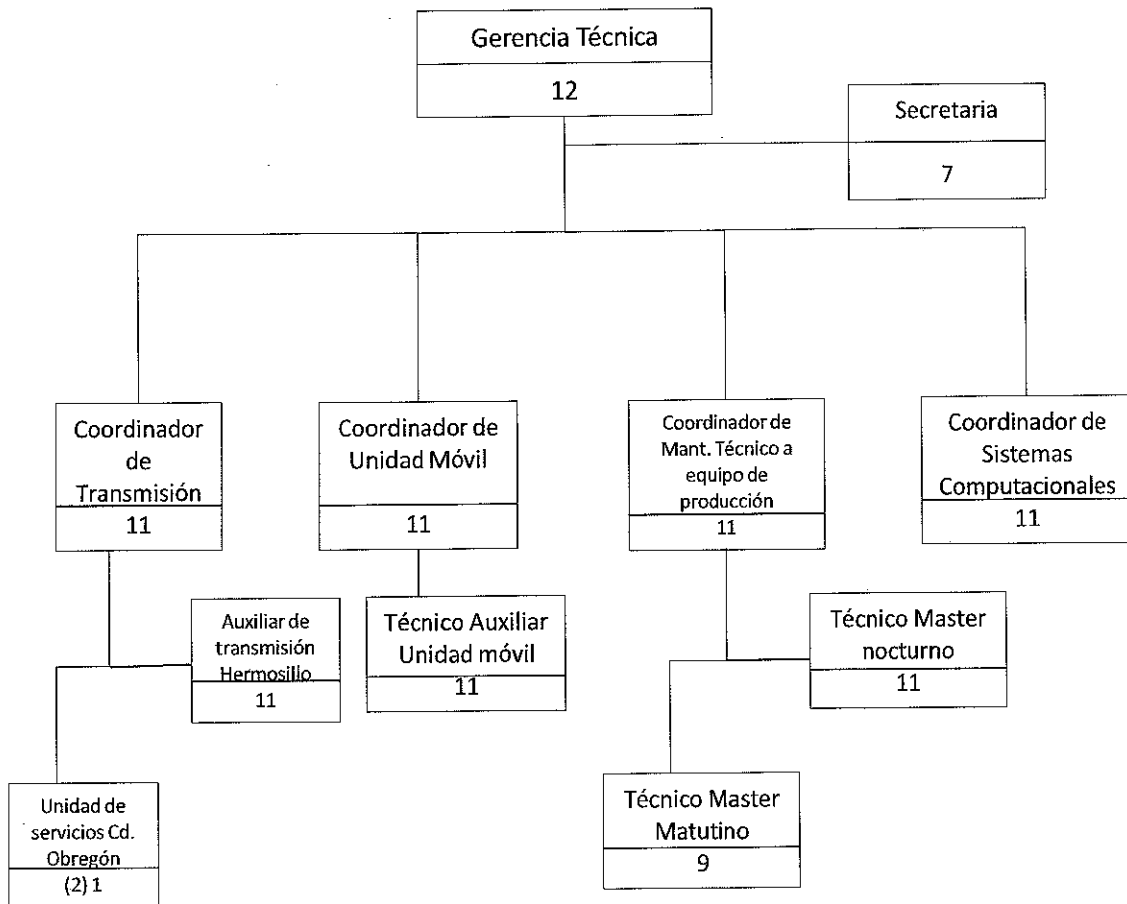 Gerencia Técnica
12
Secretaria
7
Coordinador
de
Transmisión
11
Coordinador de
Unidad Móvil
11
Coordinador de
Mant. Técnico a
equipo de
producción
11
Coordinador de
Sistemas
Computacionales
11
Auxiliar de
transmisión
Hermosillo
11
Técnico Auxiliar
Unidad móvil
11
Técnico Master
nocturno
11
Unidad de
servicios Cd.
Obregón
(2) 1
Técnico Master
Matutino
9